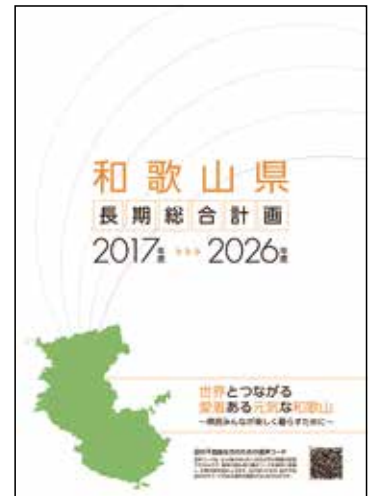 和歌山県
長期総合計画
2017年度 2026年度
世界とつながる
愛着ある元気な和歌山
～県民みんなが楽しく暮らすために～